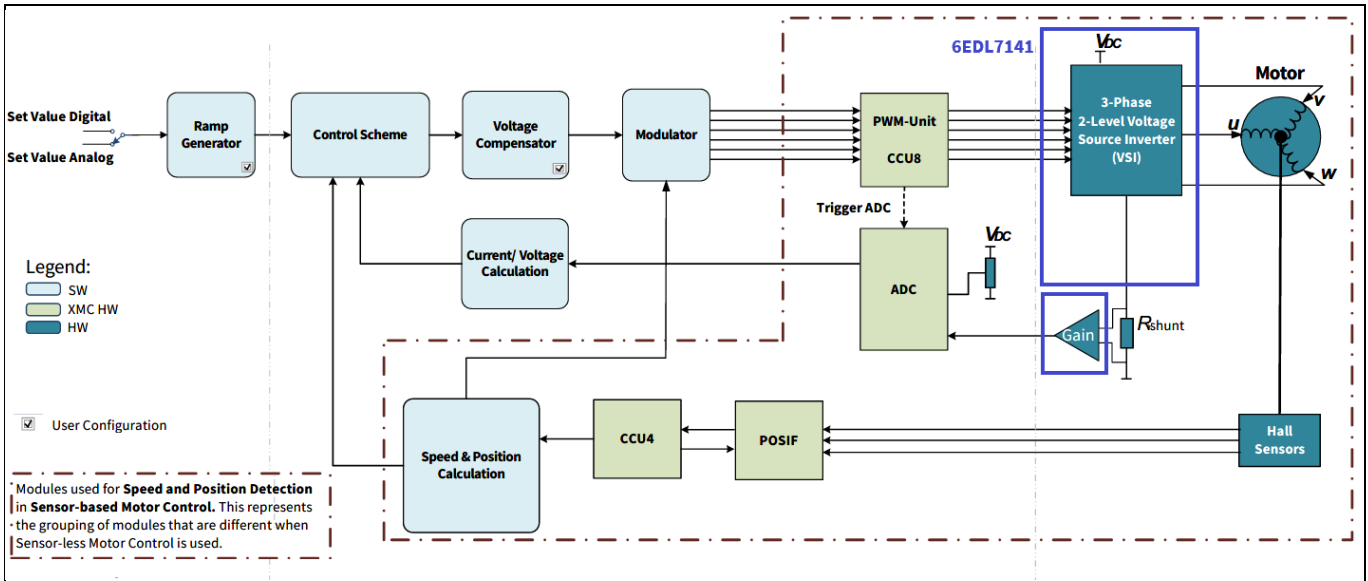 6EDL7141
VDC
Motor
Set Value Digital
Set Value Analog
Ramp
Generator
Control Scheme
Voltage
Compensator
Modulator
PWM-Unit
CCU8
3-Phase
2-Level Voltage
Source Inverter
(VSI)
u
v
w
Trigger ADC
Current/ Voltage
Calculation
ADC
VDC
Gain
Rshunt
Legend:
SW
XMC HW
HW
User Configuration
Speed & Position
Calculation
CCU4
POSIF
Hall
Sensors
Modules used for Speed and Position Detection
in Sensor-based Motor Control. This represents
the grouping of modules that are different when
Sensor-less Motor Control is used.